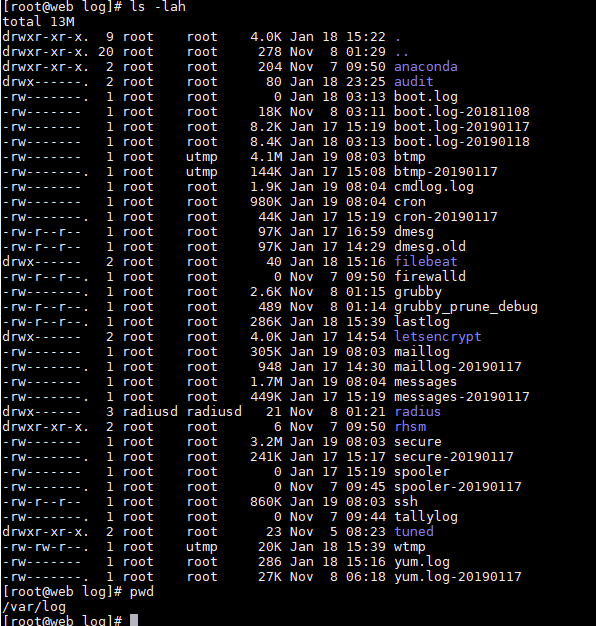 [root@web log]# ls -lah
total 13M
drwxr-xr-x.  9 root    root    4.0K Jan 18 15:22 .
drwxr-xr-x. 20 root    root     278 Nov  8 01:29 ..
drwxr-xr-x.  2 root    root     204 Nov  7 09:50 anaconda
drwx------.  2 root    root      80 Jan 18 23:25 audit
-rw-------.  1 root    root       0 Jan 18 03:13 boot.log
-rw-------   1 root    root     18K Nov  8 03:11 boot.log-20181108
-rw-------   1 root    root    8.2K Jan 17 15:19 boot.log-20190117
-rw-------   1 root    root    8.4K Jan 18 03:13 boot.log-20190118
-rw-------   1 root    utmp    4.1M Jan 19 08:03 btmp
-rw-------.  1 root    utmp    144K Jan 17 15:08 btmp-20190117
-rw-------   1 root    root    1.9K Jan 19 08:04 cmdlog.log
-rw-------   1 root    root    980K Jan 19 08:04 cron
-rw-------.  1 root    root     44K Jan 17 15:19 cron-20190117
-rw-r--r--   1 root    root     97K Jan 17 16:59 dmesg
-rw-r--r--   1 root    root     97K Jan 17 14:29 dmesg.old
drwx------   2 root    root      40 Jan 18 15:16 filebeat
-rw-r--r--.  1 root    root       0 Nov  7 09:50 firewalld
-rw-------.  1 root    root    2.6K Nov  8 01:15 grubby
-rw-r--r--.  1 root    root     489 Nov  8 01:14 grubby_prune_debug
-rw-r--r--.  1 root    root    286K Jan 18 15:39 lastlog
drwx------   2 root    root    4.0K Jan 17 14:54 letsencrypt
-rw-------   1 root    root    305K Jan 19 08:03 maillog
-rw-------.  1 root    root     948 Jan 17 14:30 maillog-20190117
-rw-------   1 root    root    1.7M Jan 19 08:04 messages
-rw-------.  1 root    root    449K Jan 17 15:19 messages-20190117
drwx------   3 radiusd radiusd   21 Nov  8 01:21 radius
drwxr-xr-x.  2 root    root       6 Nov  7 09:50 rhsm
-rw-------   1 root    root    3.2M Jan 19 08:03 secure
-rw-------.  1 root    root    241K Jan 17 15:17 secure-20190117
-rw-------   1 root    root       0 Jan 17 15:19 spooler
-rw-------.  1 root    root       0 Nov  7 09:45 spooler-20190117
-rw-r--r--   1 root    root    860K Jan 19 08:03 ssh
-rw-------.  1 root    root       0 Nov  7 09:44 tallylog
drwxr-xr-x.  2 root    root      23 Nov  5 08:23 tuned
-rw-rw-r--.  1 root    utmp     20K Jan 18 15:39 wtmp
-rw-------   1 root    root     286 Jan 18 15:16 yum.log
-rw-------.  1 root    root     27K Nov  8 06:18 yum.log-20190117
[root@web log]# pwd
/var/log
[root@web log]#